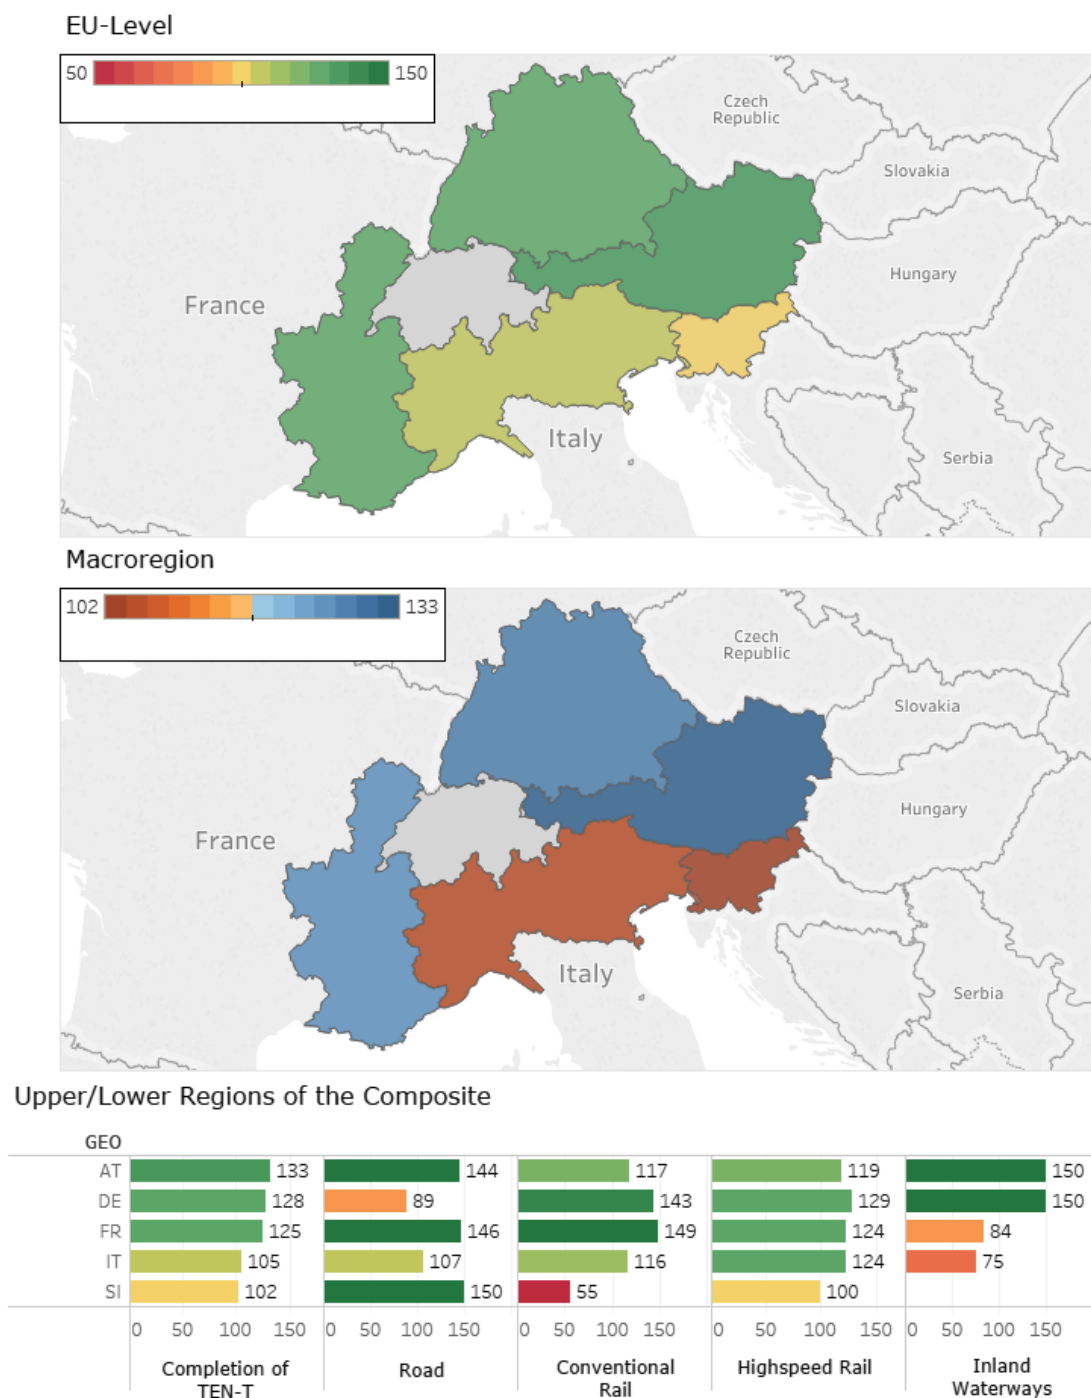 EU-Level
50 150
Czech
Republic
Slovakia
Hungary
France
Italy
Serbia
Macroregion
102 133
Czech
Republic
Slovakia
Hungary
France
Italy
Serbia
Upper/Lower Regions of the Composite
GEO
AT 133 144 117 119 150
DE 128 89 143 129 150
FR 125 146 149 124 84
IT 105 107 116 124 75
SI 102 150 55 100
0 50 100 150 0 50 100 150 0 50 100 150 0 50 100 150 0 50 100 150
Completion of TEN-T
Road
Conventional Rail
Highspeed Rail
Inland Waterways